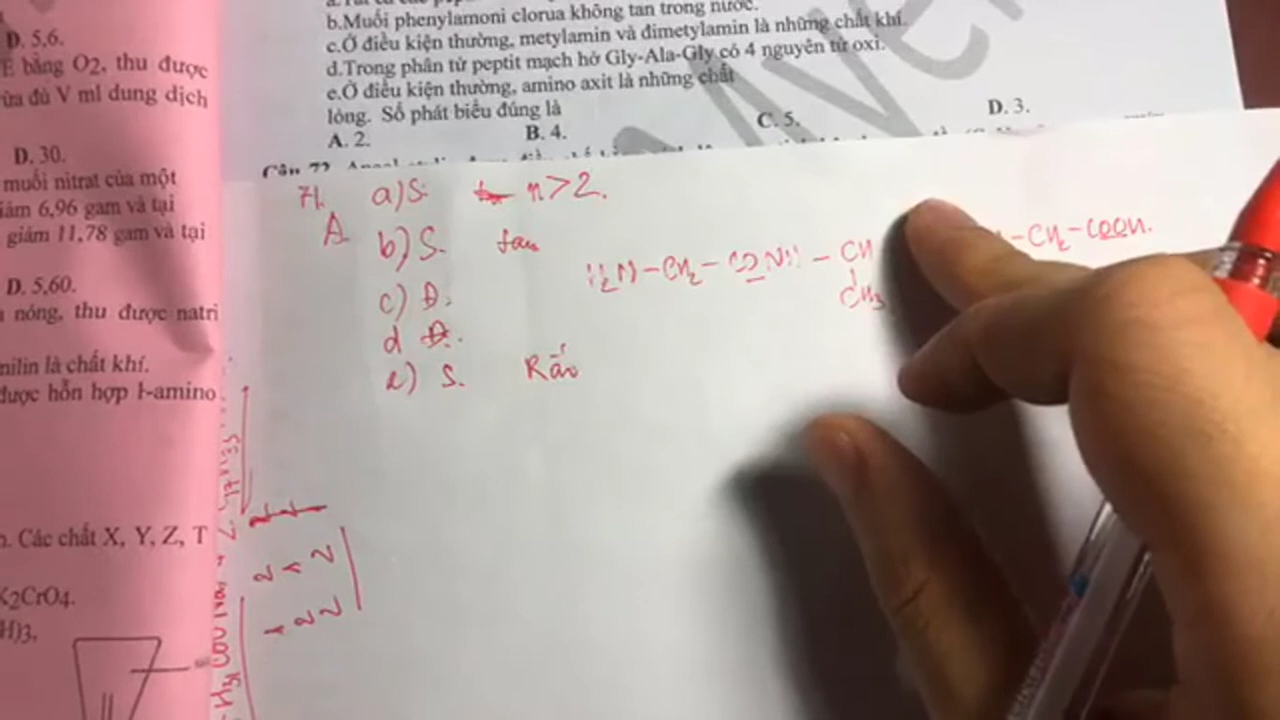 D. 5,6.
E bằng O2, thu được
vừa đủ V ml dung dịch
D. 30.
muối nitrat của một
giảm 6,96 gam và tại
giảm 11,78 gam và tại
D. 5,60.
nóng, thu được natri
nilin là chất khí.
được hỗn hợp l-amino
Các chất X, Y, Z, T
K2CrO4.
H)3,
b.Muối phenylamoni clorua không tan trong nước.
c.Ở điều kiện thường, metylamin và đimetylamin là những chất khí.
d.Trong phân tử peptit mạch hở Gly-Ala-Gly có 4 nguyên tử oxi.
e.Ở điều kiện thường, amino axit là những chất
lỏng. Số phát biểu đúng là
A. 2. B. 4. C. 5. D. 3.
71. a) S. n>2.
A b) S. tan
H2N-CH2-CONH-CH -CH2-COOH.
CH3
c) Đ.
d Đ.
e) S. Rắn